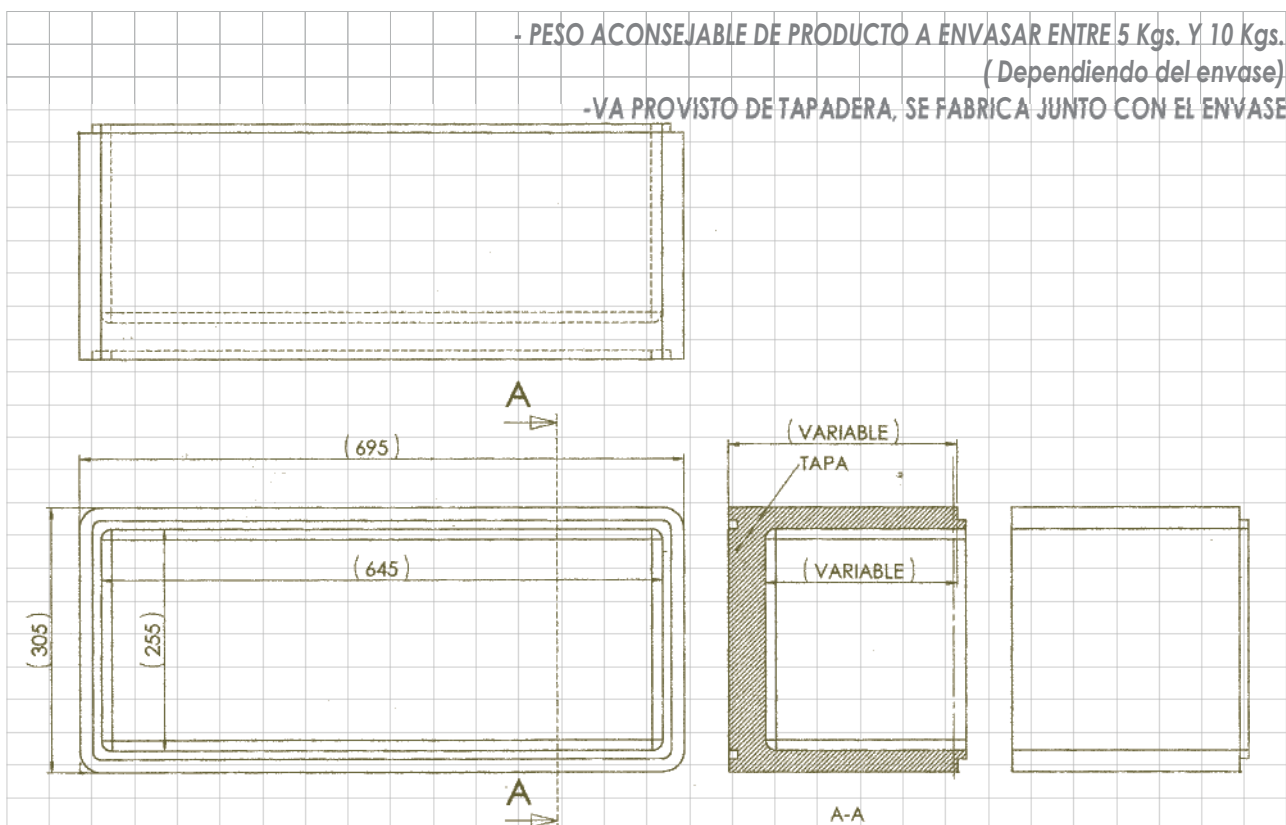 - PESO ACONSEJABLE DE PRODUCTO A ENVASAR ENTRE 5 Kgs. Y 10 Kgs.
( Dependiendo del envase)
-VA PROVISTO DE TAPADERA, SE FABRICA JUNTO CON EL ENVASE
A
( 695 )
( VARIABLE )
TAPA
( 645 )
( VARIABLE )
( 305 )
( 255 )
A
A-A